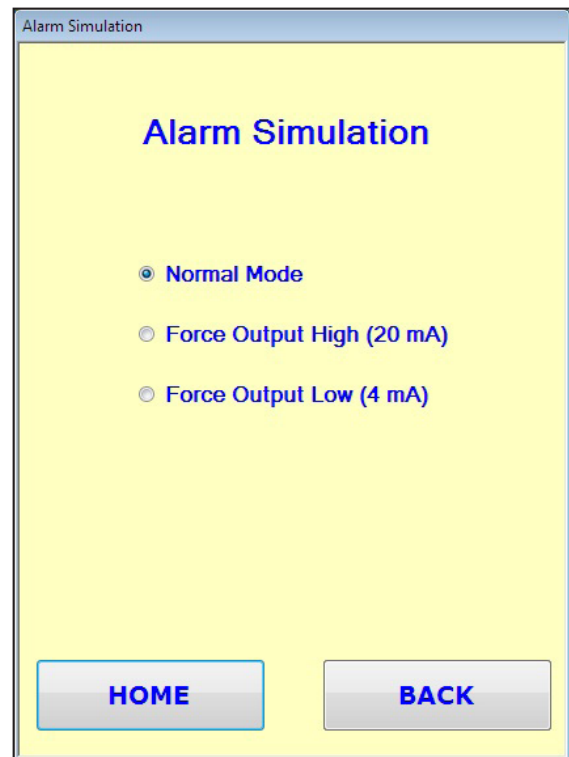 Alarm Simulation
Alarm Simulation
Normal Mode
Force Output High (20 mA)
Force Output Low (4 mA)
HOME
BACK